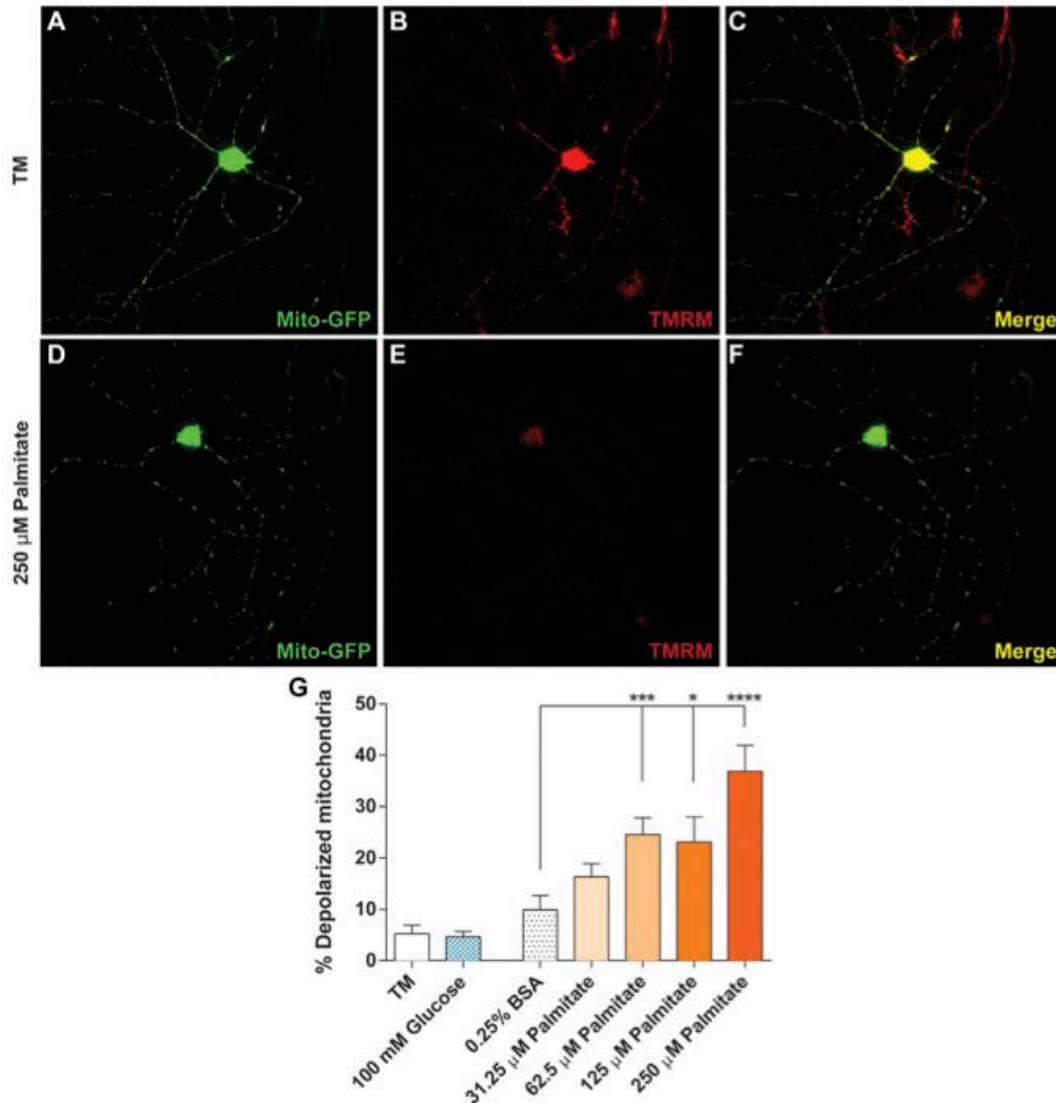 A
B
C
TM
Mito-GFP
TMRM
Merge
D
E
F
250 μM Palmitate
Mito-GFP
TMRM
Merge
G
% Depolarized mitochondria
50
40
30
20
10
0
***
*
****
TM
100 mM Glucose
0.25% BSA
31.25 μM Palmitate
62.5 μM Palmitate
125 μM Palmitate
250 μM Palmitate